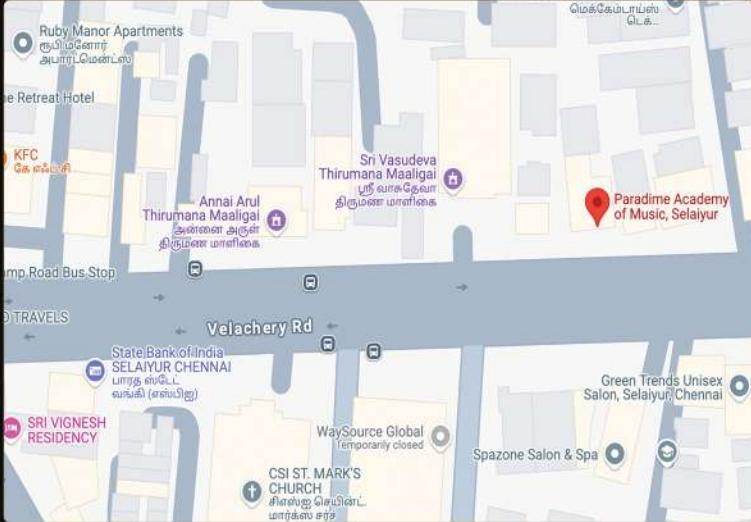 Ruby Manor Apartments
ரூபி மனோர்
அபார்ட்மென்ட்ஸ்
மெக்கேம்டாய்ஸ்
டெக்...
Retreat Hotel
KFC
கே எஃப் சி
Sri Vasudeva
Thirumana Maaligai
ஸ்ரீ வாசுதேவா
திருமண மாளிகை
Annai Arul
Thirumana Maaligai
அன்னை அருள்
திருமண மாளிகை
Paradime Academy
of Music, Selaiyur
Road Bus Stop
TRAVELS
Velachery Rd
State Bank of India
SELAIYUR CHENNAI
பாரத ஸ்டேட்
வங்கி (எஸ்பிஐ)
Green Trends Unisex
Salon, Selaiyur, Chennai
SRI VIGNESH
RESIDENCY
WaySource Global
Temporarily closed
Spazone Salon & Spa
CSI ST. MARK'S
CHURCH
சிஎஸ்ஐ செயின்ட்.
மார்க்ஸ் சர்ச்